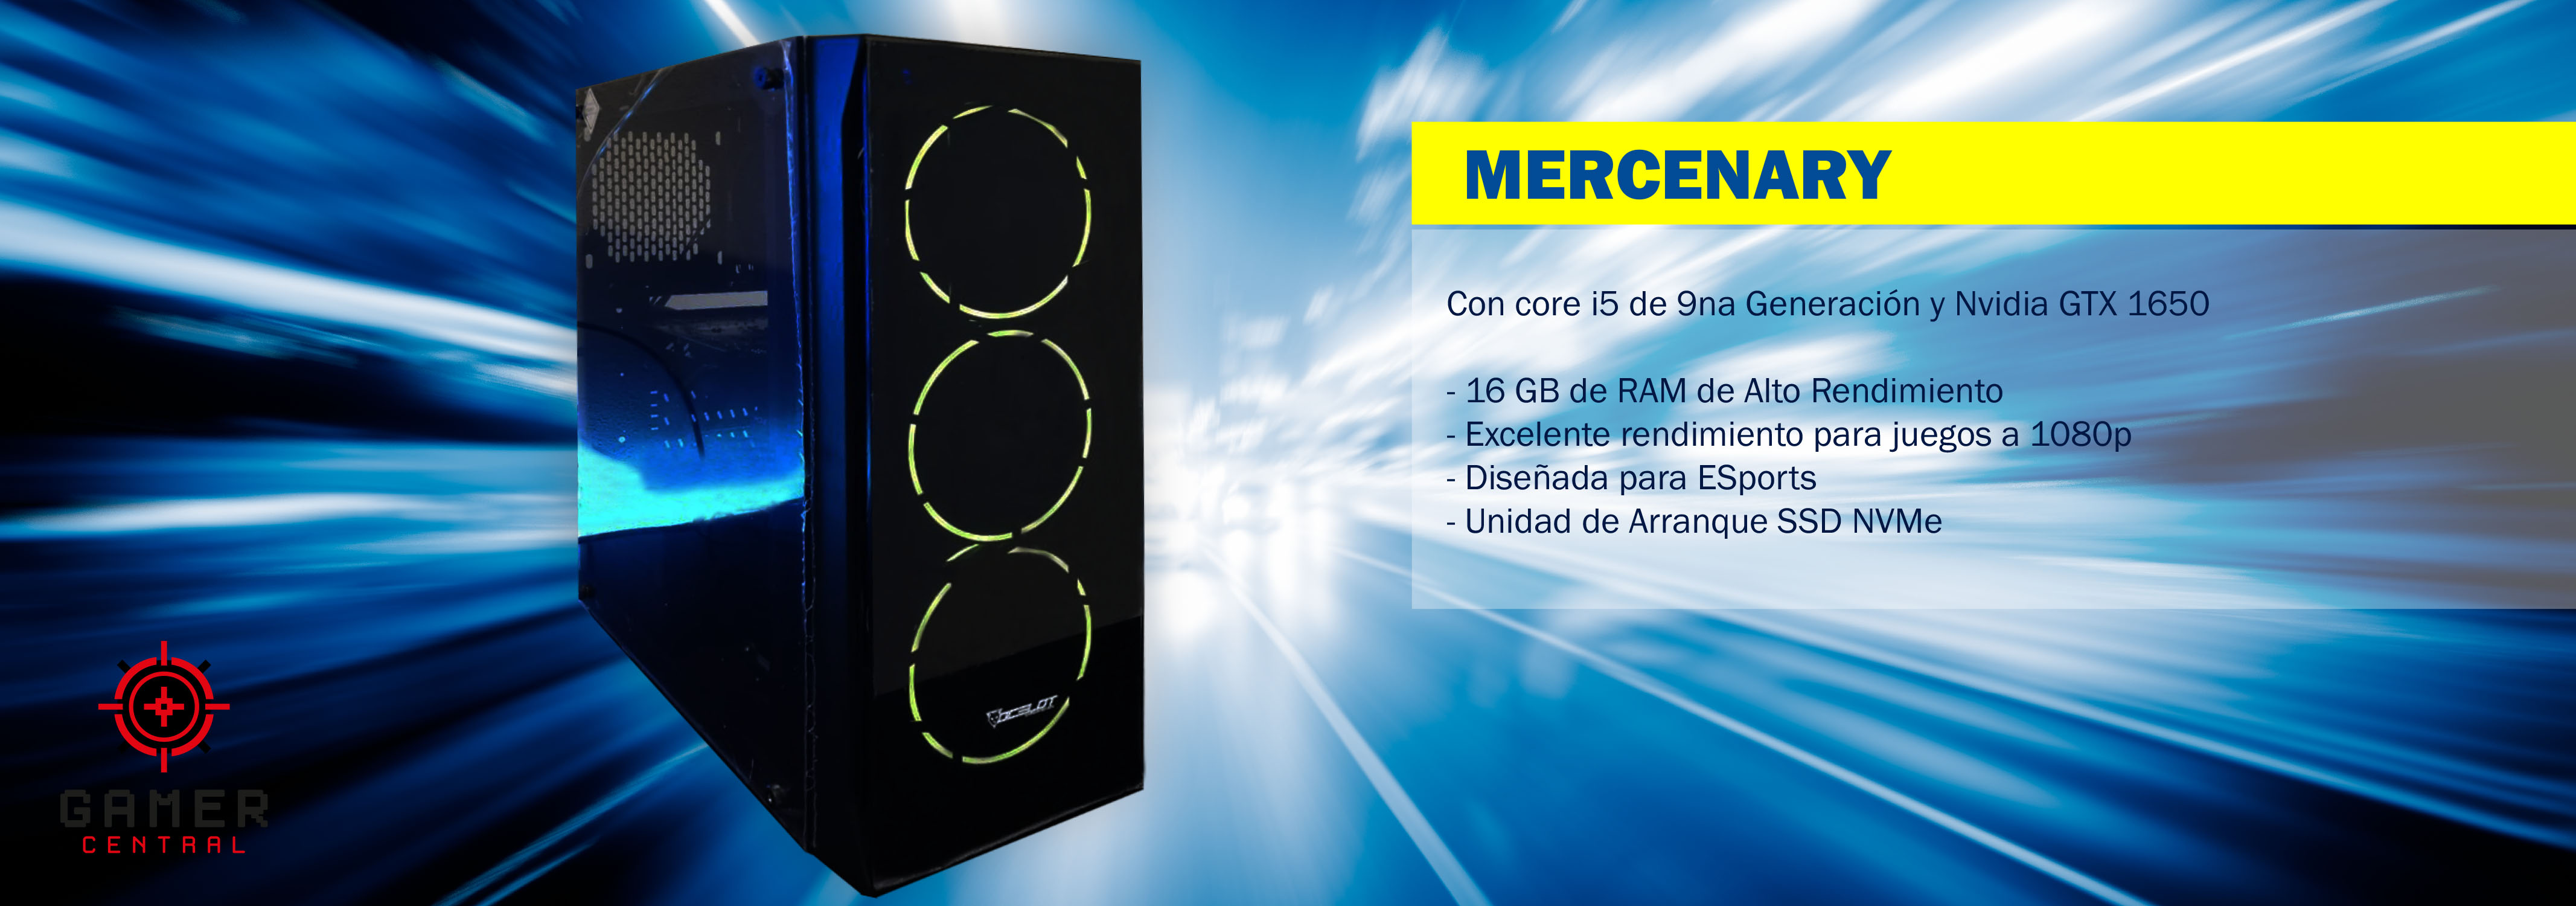 MERCENARY
Con core i5 de 9na Generación y Nvidia GTX 1650
- 16 GB de RAM de Alto Rendimiento
- Excelente rendimiento para juegos a 1080p
- Diseñada para ESports
- Unidad de Arranque SSD NVMe
OCELOT
GAMER
CENTRAL